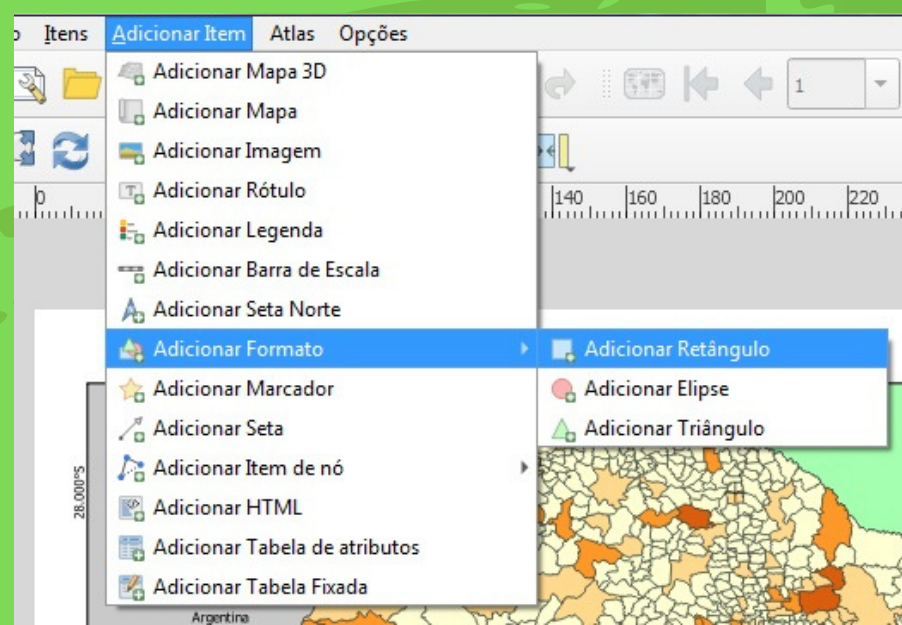 Itens Adicionar Item Atlas Opções
Adicionar Mapa 3D
1
Adicionar Mapa
Adicionar Imagem
Adicionar Rótulo
0 140 160 180 200 220
Adicionar Legenda
Adicionar Barra de Escala
Adicionar Seta Norte
Adicionar Formato
Adicionar Retângulo
Adicionar Marcador
Adicionar Elipse
Adicionar Seta
Adicionar Triângulo
Adicionar Item de nó
28.000°S
Adicionar HTML
Adicionar Tabela de atributos
Adicionar Tabela Fixada
Argentina